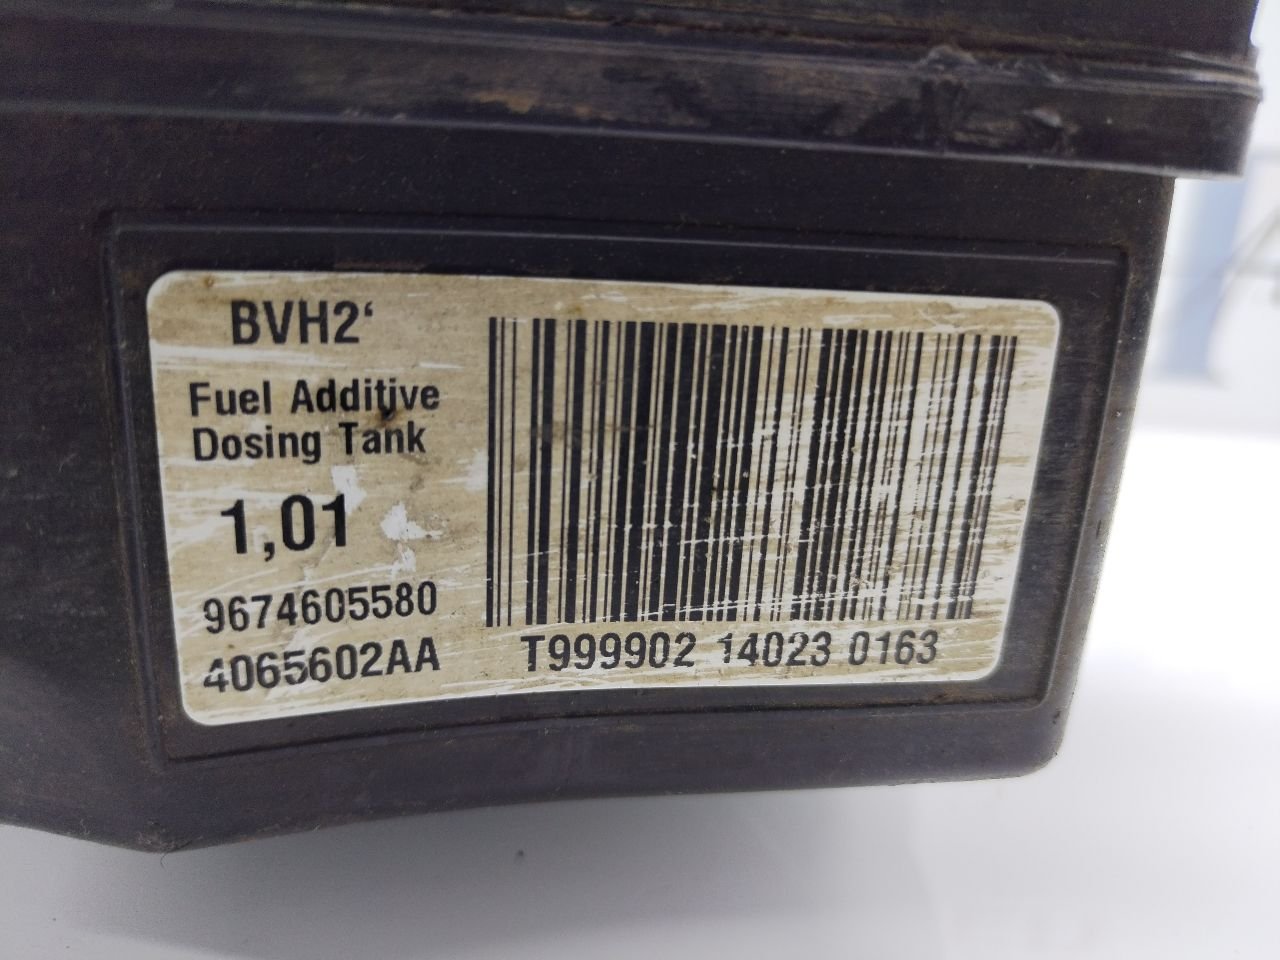 BVH2‘
Fuel Additive
Dosing Tank
1,01
9674605580
4065602AA
T999902 14023 0163